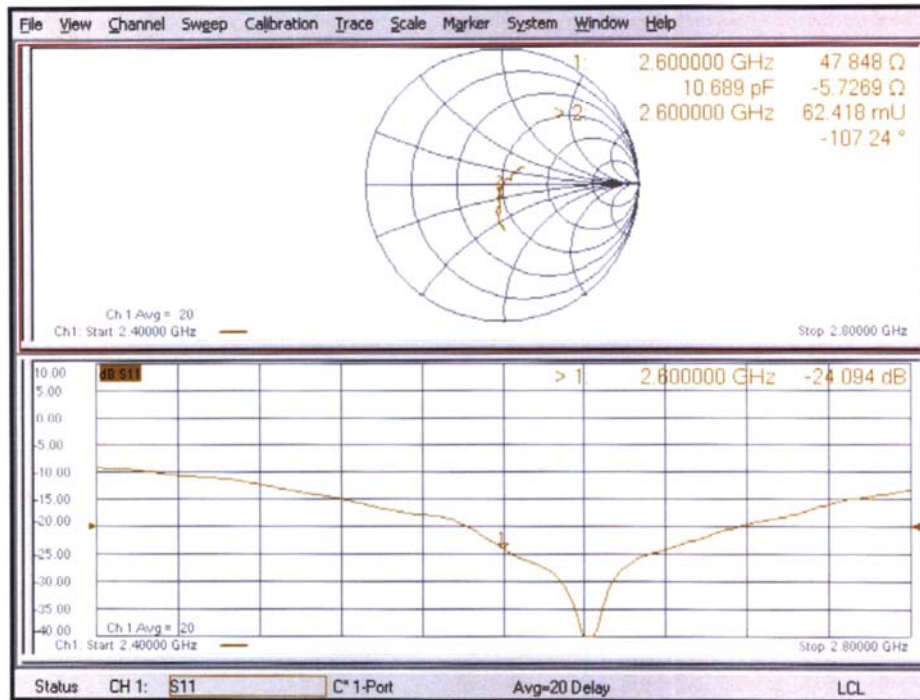 File View Channel Sweep Calibration Trace Scale Marker System Window Help
1: 2.600000 GHz 47.848 Ω
10.689 pF -5.7269 Ω
> 2: 2.600000 GHz 62.418 mU
-107.24 °
Ch 1 Avg = 20
Ch1: Start 2.40000 GHz Stop 2.80000 GHz
10.00 dB S11 > 1: 2.600000 GHz -24.094 dB
5.00
0.00
-5.00
-10.00
-15.00
-20.00
1
-25.00
-30.00
-35.00
-40.00 Ch 1 Avg = 20
Ch1: Start 2.40000 GHz Stop 2.80000 GHz
Status CH 1: S11 C* 1-Port Avg=20 Delay LCL